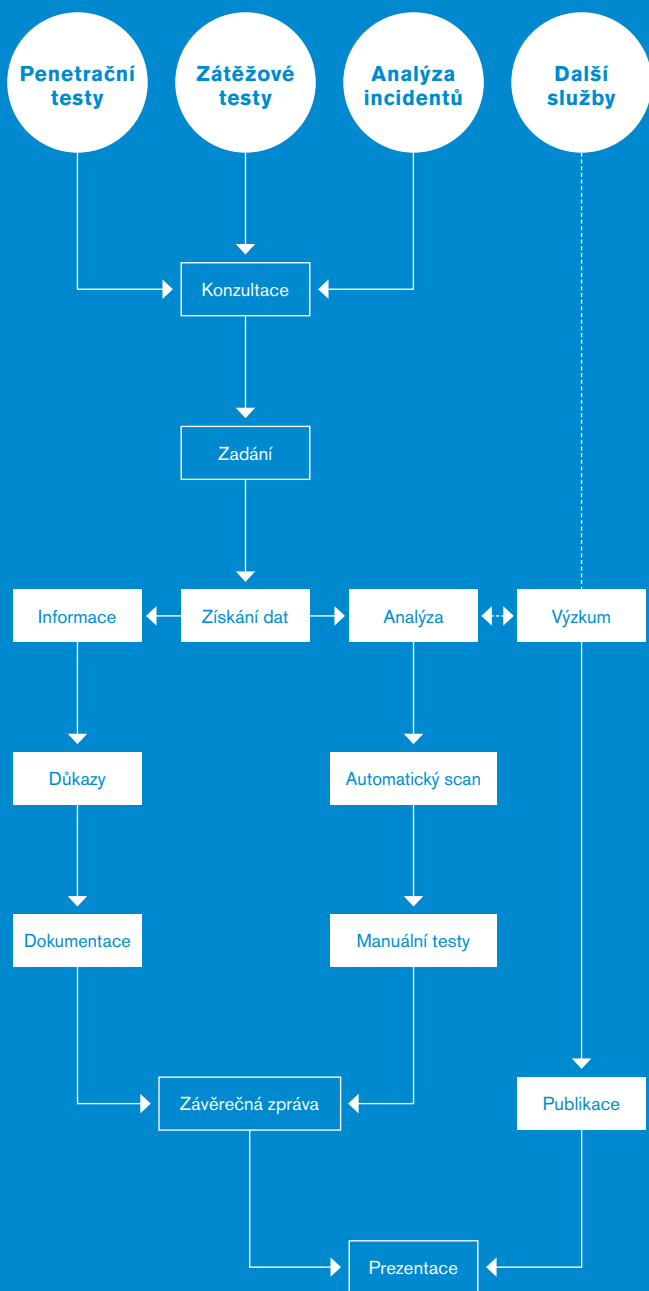 Penetrační
testy
Zátěžové
testy
Analýza
incidentů
Další
služby
Konzultace
Zadání
Informace
Získání dat
Analýza
Výzkum
Důkazy
Automatický scan
Dokumentace
Manuální testy
Závěrečná zpráva
Publikace
Prezentace